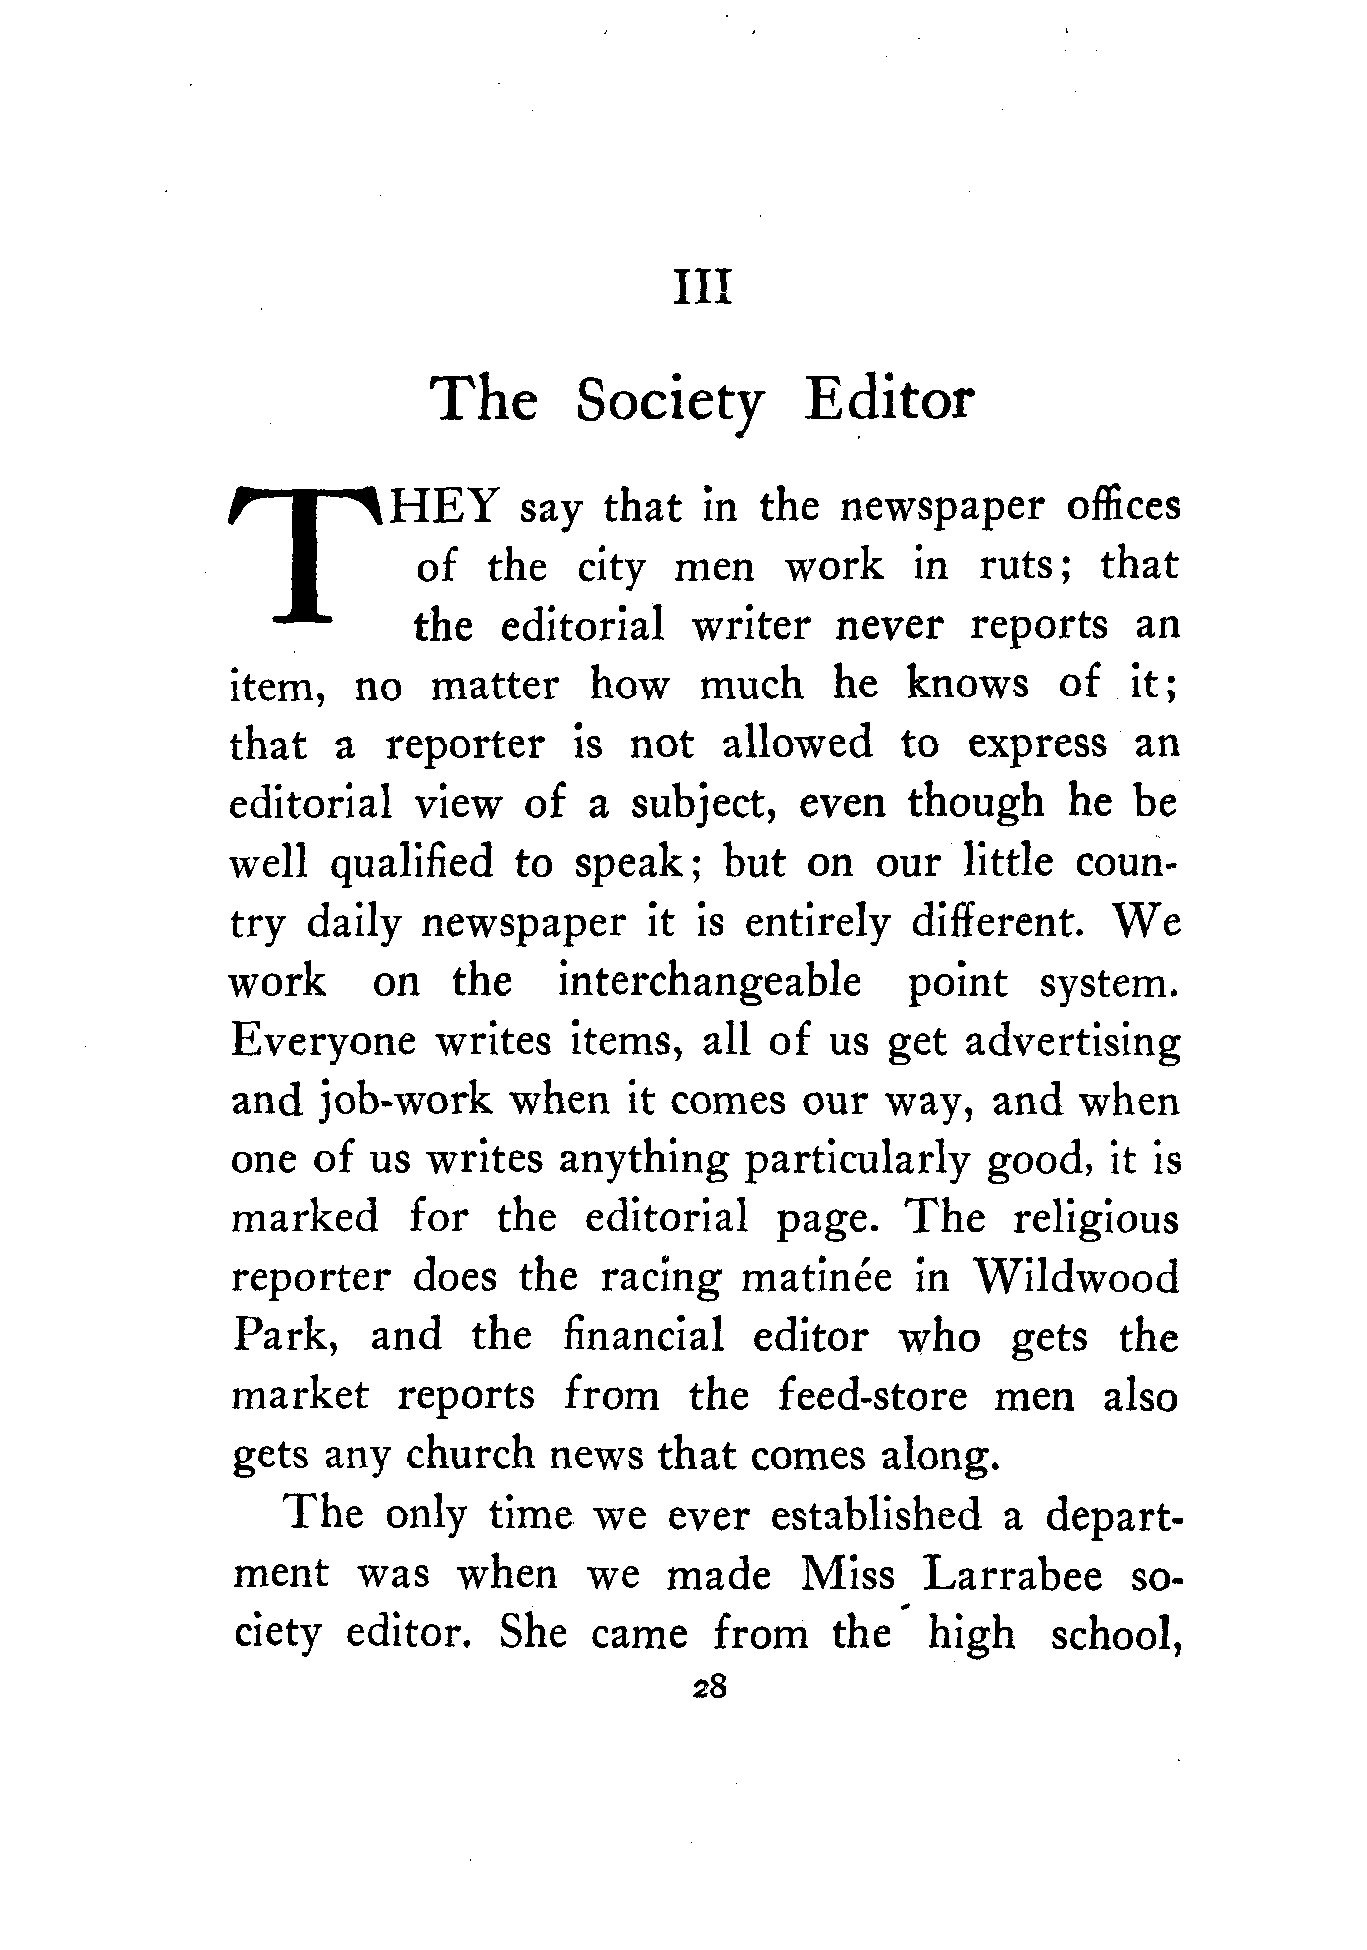 III
The Society Editor
THEY say that in the newspaper offices
of the city men work in ruts; that
the editorial writer never reports an
item, no matter how much he knows of it;
that a reporter is not allowed to express an
editorial view of a subject, even though he be
well qualified to speak; but on our little coun-
try daily newspaper it is entirely different. We
work on the interchangeable point system.
Everyone writes items, all of us get advertising
and job-work when it comes our way, and when
one of us writes anything particularly good, it is
marked for the editorial page. The religious
reporter does the racing matinée in Wildwood
Park, and the financial editor who gets the
market reports from the feed-store men also
gets any church news that comes along.
The only time we ever established a depart-
ment was when we made Miss Larrabee so-
ciety editor. She came from the high school,
28